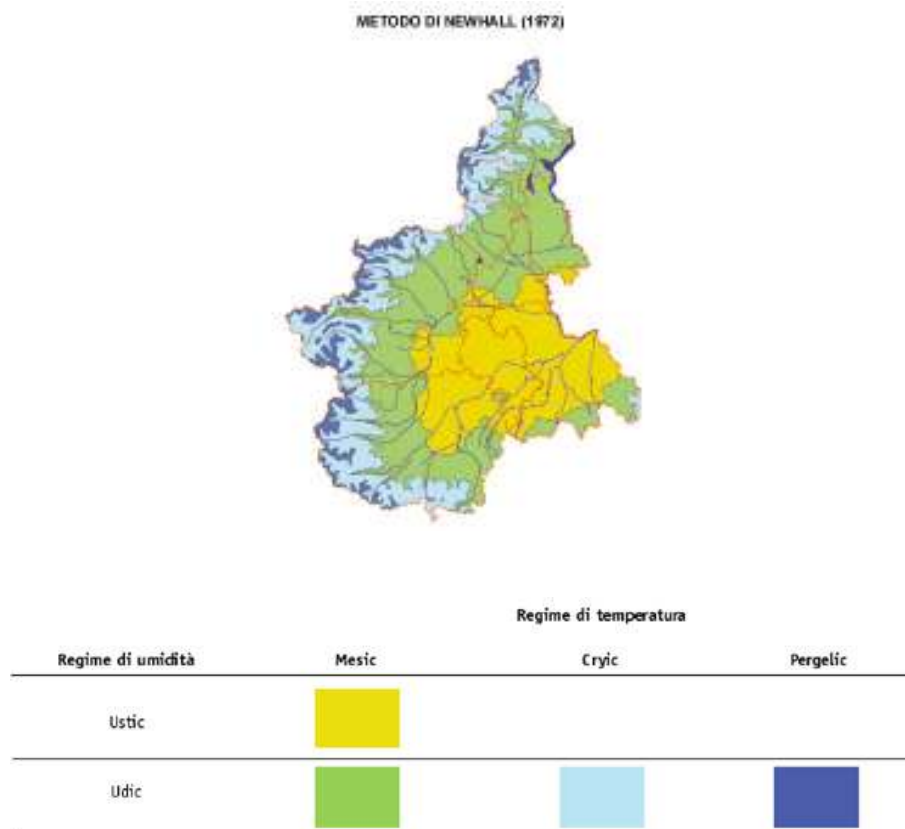 METODO DI NEWHALL (1972)
Regime di temperatura
Regime di umidità Mesic Cryic Pergelic
Ustic
Udic